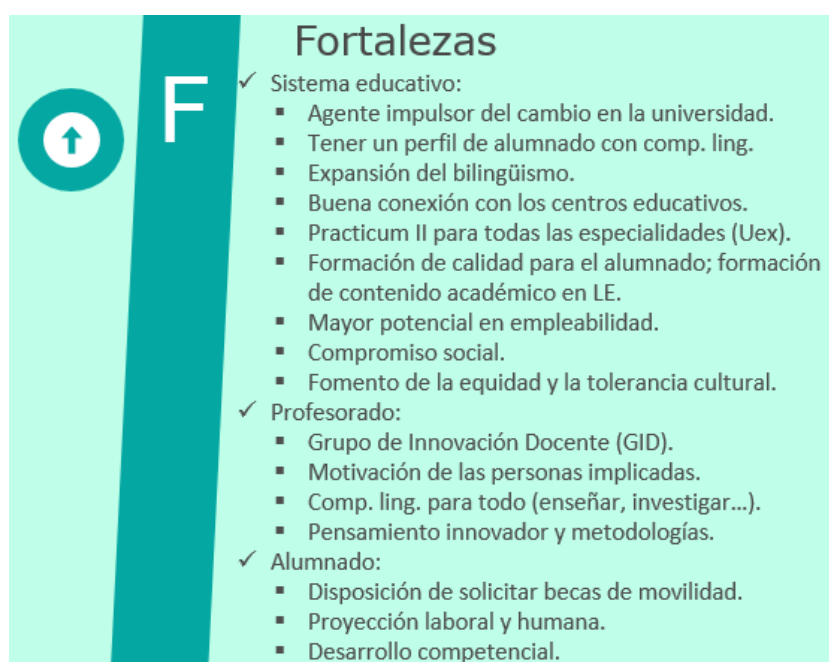 Fortalezas
F
✓ Sistema educativo:
▪ Agente impulsor del cambio en la universidad.
▪ Tener un perfil de alumnado con comp. ling.
▪ Expansión del bilingüismo.
▪ Buena conexión con los centros educativos.
▪ Practicum II para todas las especialidades (Uex).
▪ Formación de calidad para el alumnado; formación
de contenido académico en LE.
▪ Mayor potencial en empleabilidad.
▪ Compromiso social.
▪ Fomento de la equidad y la tolerancia cultural.
✓ Profesorado:
▪ Grupo de Innovación Docente (GID).
▪ Motivación de las personas implicadas.
▪ Comp. ling. para todo (enseñar, investigar…).
▪ Pensamiento innovador y metodologías.
✓ Alumnado:
▪ Disposición de solicitar becas de movilidad.
▪ Proyección laboral y humana.
▪ Desarrollo competencial.